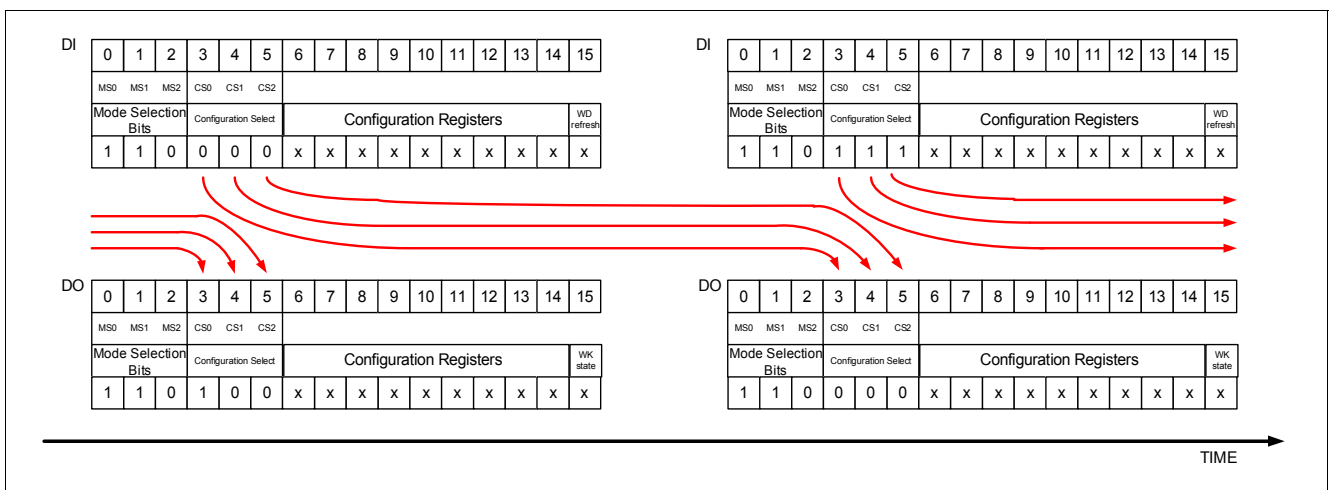 DI 0 1 2 3 4 5 6 7 8 9 10 11 12 13 14 15
MS0 MS1 MS2 CS0 CS1 CS2
Mode Selection Bits Configuration Select Configuration Registers WD refresh
1 1 0 0 0 0 x x x x x x x x x x
DI 0 1 2 3 4 5 6 7 8 9 10 11 12 13 14 15
MS0 MS1 MS2 CS0 CS1 CS2
Mode Selection Bits Configuration Select Configuration Registers WD refresh
1 1 0 1 1 1 x x x x x x x x x x
DO 0 1 2 3 4 5 6 7 8 9 10 11 12 13 14 15
MS0 MS1 MS2 CS0 CS1 CS2
Mode Selection Bits Configuration Select Configuration Registers WK state
1 1 0 1 0 0 x x x x x x x x x x
DO 0 1 2 3 4 5 6 7 8 9 10 11 12 13 14 15
MS0 MS1 MS2 CS0 CS1 CS2
Mode Selection Bits Configuration Select Configuration Registers WK state
1 1 0 0 0 0 x x x x x x x x x x
TIME